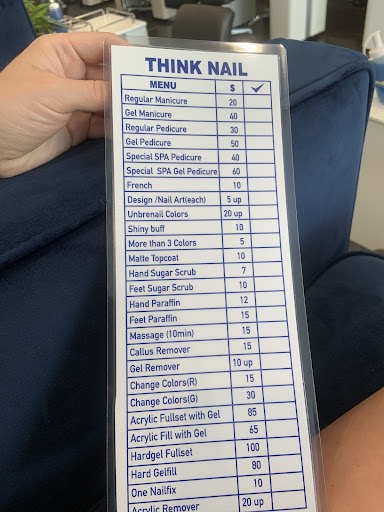 THINK NAIL
MENU $ ✓
Regular Manicure 20
Gel Manicure 40
Regular Pedicure 30
Gel Pedicure 50
Special SPA Pedicure 40
Special SPA Gel Pedicure 60
French 10
Design /Nail Art(each) 5 up
Unbrenail Colors 20 up
Shiny buff 10
More than 3 Colors 5
Matte Topcoat 10
Hand Sugar Scrub 7
Feet Sugar Scrub 10
Hand Paraffin 12
Feet Paraffin 15
Massage (10min) 15
Callus Remover 15
Gel Remover 10 up
Change Colors(R) 15
Change Colors(G) 30
Acrylic Fullset with Gel 85
Acrylic Fill with Gel 65
Hardgel Fullset 100
Hard Gelfill 80
One Nailfix 10
Acrylic Remover 20 up